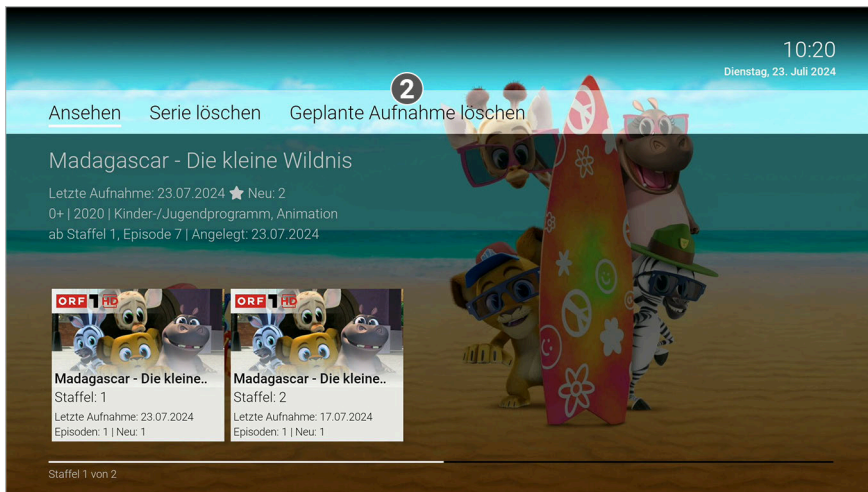 10:20
Dienstag, 23. Juli 2024
2
Ansehen Serie löschen Geplante Aufnahme löschen
Madagascar - Die kleine Wildnis
Letzte Aufnahme: 23.07.2024 ★ Neu: 2
0+ | 2020 | Kinder-/Jugendprogramm, Animation
ab Staffel 1, Episode 7 | Angelegt: 23.07.2024
ORF 1 HD
Madagascar - Die kleine..
Staffel: 1
Letzte Aufnahme: 23.07.2024
Episoden: 1 | Neu: 1
ORF 1 HD
Madagascar - Die kleine..
Staffel: 2
Letzte Aufnahme: 17.07.2024
Episoden: 1 | Neu: 1
Staffel 1 von 2